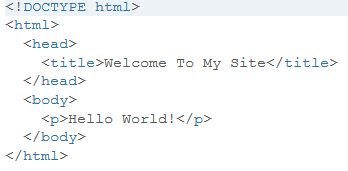 <!DOCTYPE html>
<html>
  <head>
    <title>Welcome To My Site</title>
  </head>
  <body>
    <p>Hello World!</p>
  </body>
</html>